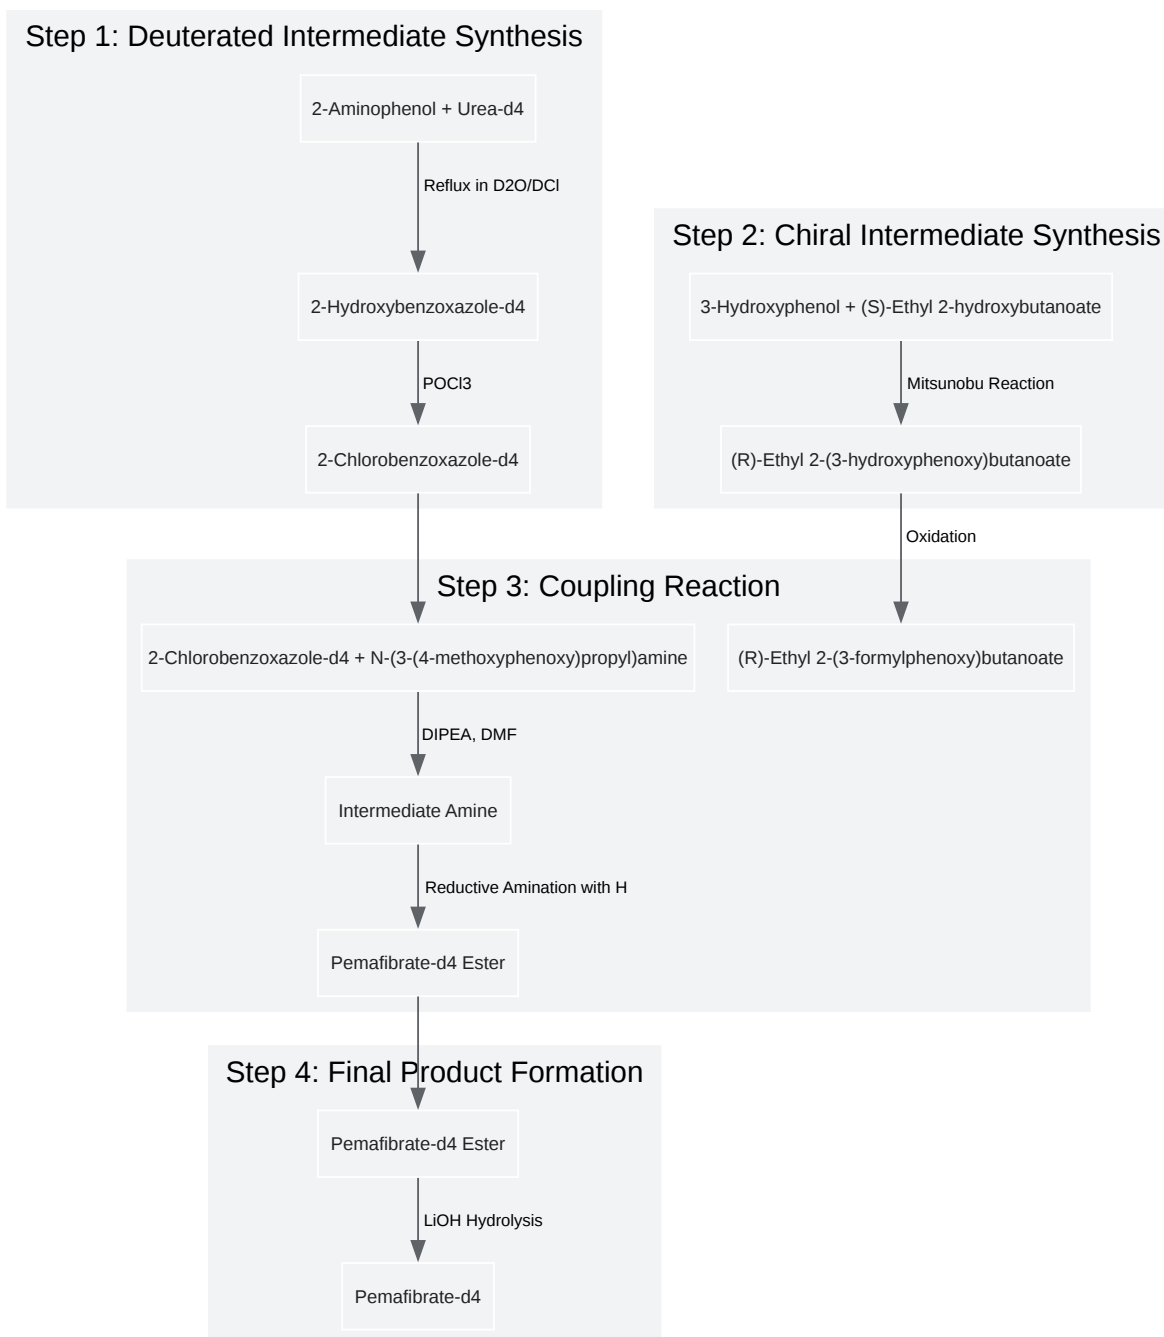 Step 1: Deuterated Intermediate Synthesis
2-Aminophenol + Urea-d4
Reflux in D2O/DCl
2-Hydroxybenzoxazole-d4
POCl3
2-Chlorobenzoxazole-d4
Step 2: Chiral Intermediate Synthesis
3-Hydroxyphenol + (S)-Ethyl 2-hydroxybutanoate
Mitsunobu Reaction
(R)-Ethyl 2-(3-hydroxyphenoxy)butanoate
Oxidation
Step 3: Coupling Reaction
2-Chlorobenzoxazole-d4 + N-(3-(4-methoxyphenoxy)propyl)amine
(R)-Ethyl 2-(3-formylphenoxy)butanoate
DIPEA, DMF
Intermediate Amine
Reductive Amination with H
Pemafibrate-d4 Ester
Step 4: Final Product Formation
Pemafibrate-d4 Ester
LiOH Hydrolysis
Pemafibrate-d4